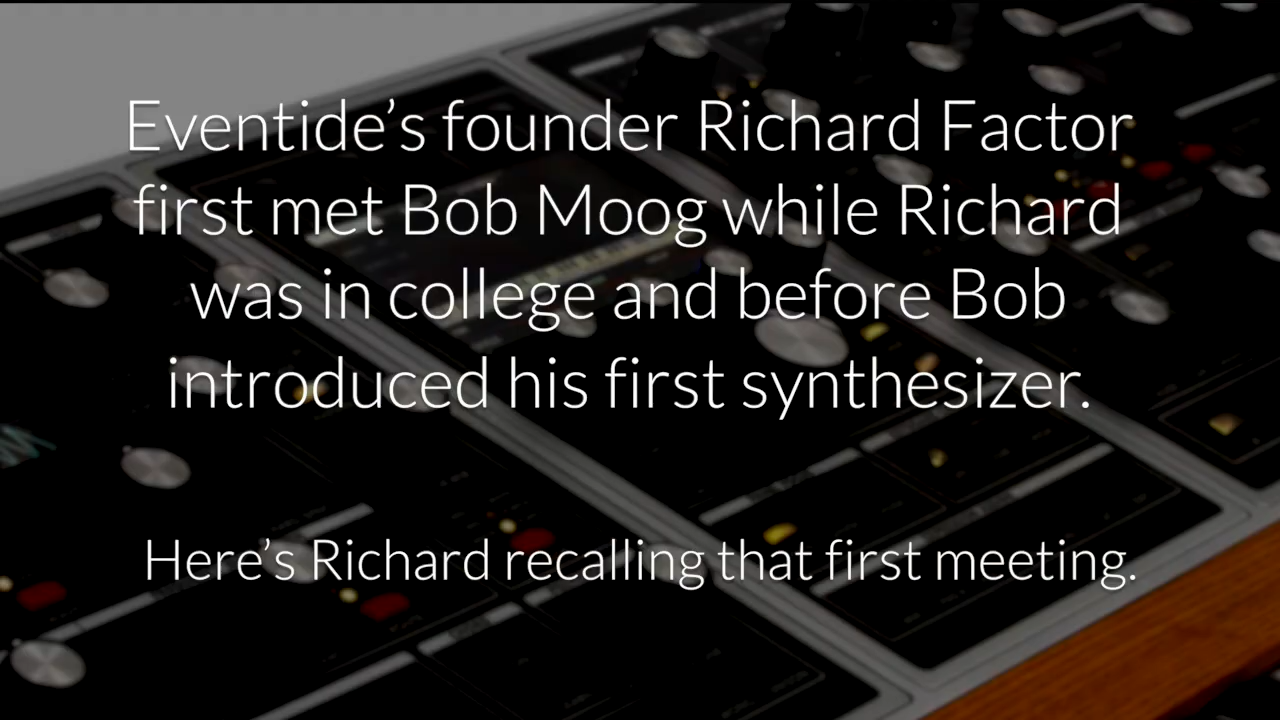 Eventide’s founder Richard Factor
first met Bob Moog while Richard
was in college and before Bob
introduced his first synthesizer.
Here’s Richard recalling that first meeting.